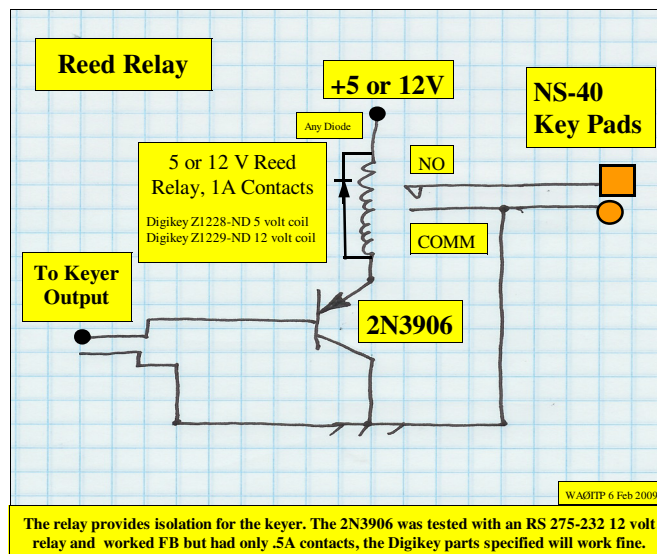 Reed Relay
+5 or 12V
NS-40
Key Pads
Any Diode
5 or 12 V Reed
Relay, 1A Contacts
Digikey Z1228-ND 5 volt coil
Digikey Z1229-ND 12 volt coil
NO
COMM
To Keyer
Output
2N3906
WAØITP 6 Feb 2009
The relay provides isolation for the keyer. The 2N3906 was tested with an RS 275-232 12 volt
relay and worked FB but had only .5A contacts, the Digikey parts specified will work fine.